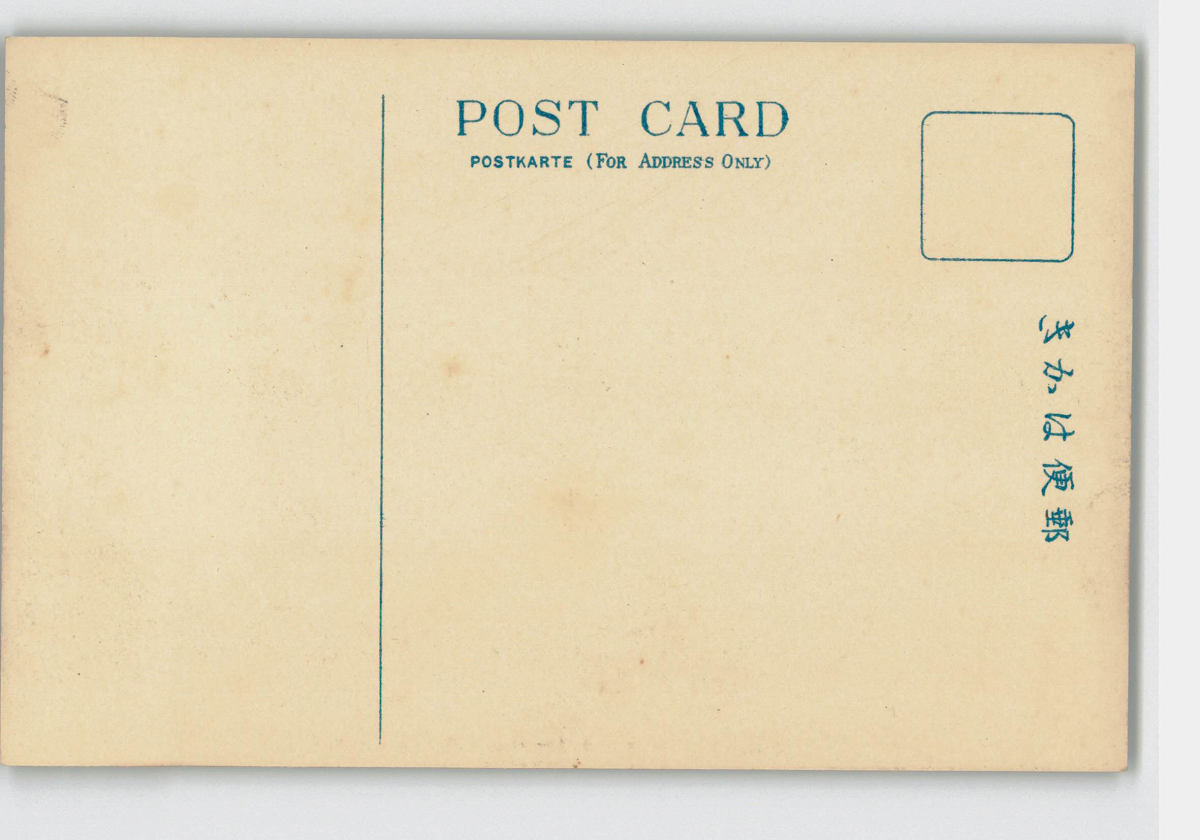 POST CARD
POSTKARTE (FOR ADDRESS ONLY)
きかは便郵